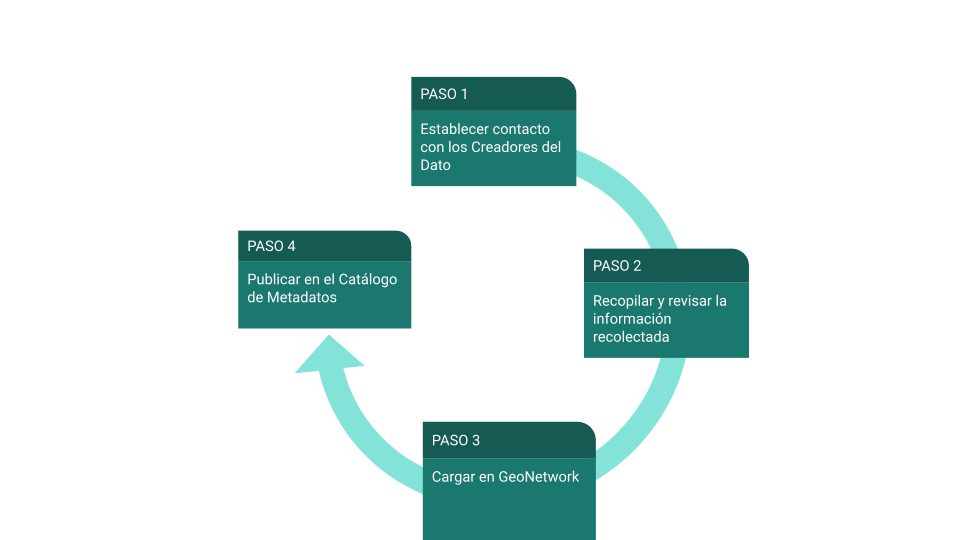 PASO 1
Establecer contacto
con los Creadores del
Dato
PASO 2
Recopilar y revisar la
información
recolectada
PASO 3
Cargar en GeoNetwork
PASO 4
Publicar en el Catálogo
de Metadatos